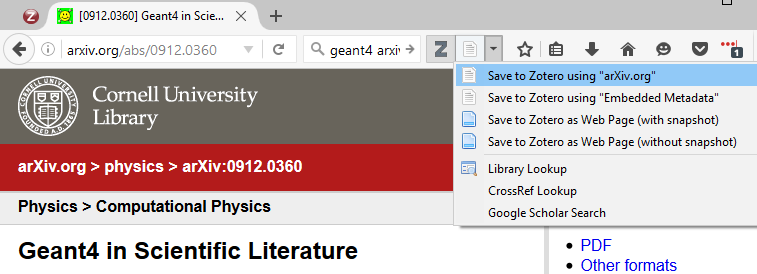 [0912.0360] Geant4 in Scie...
arxiv.org/abs/0912.0360
geant4 arxiv
Save to Zotero using "arXiv.org"
Save to Zotero using "Embedded Metadata"
Save to Zotero as Web Page (with snapshot)
Save to Zotero as Web Page (without snapshot)
Library Lookup
CrossRef Lookup
Google Scholar Search
Cornell University
Library
arXiv.org > physics > arXiv:0912.0360
Physics > Computational Physics
Geant4 in Scientific Literature
PDF
Other formats